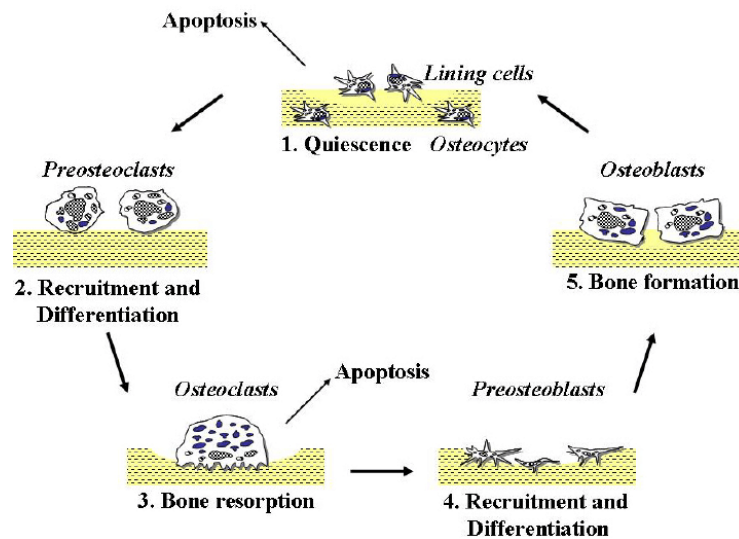 Apoptosis
Lining cells
1. Quiescence Osteocytes
Preosteoclasts
Osteoblasts
2. Recruitment and
Differentiation
5. Bone formation
Osteoclasts
Apoptosis
Preosteoblasts
3. Bone resorption
4. Recruitment and
Differentiation